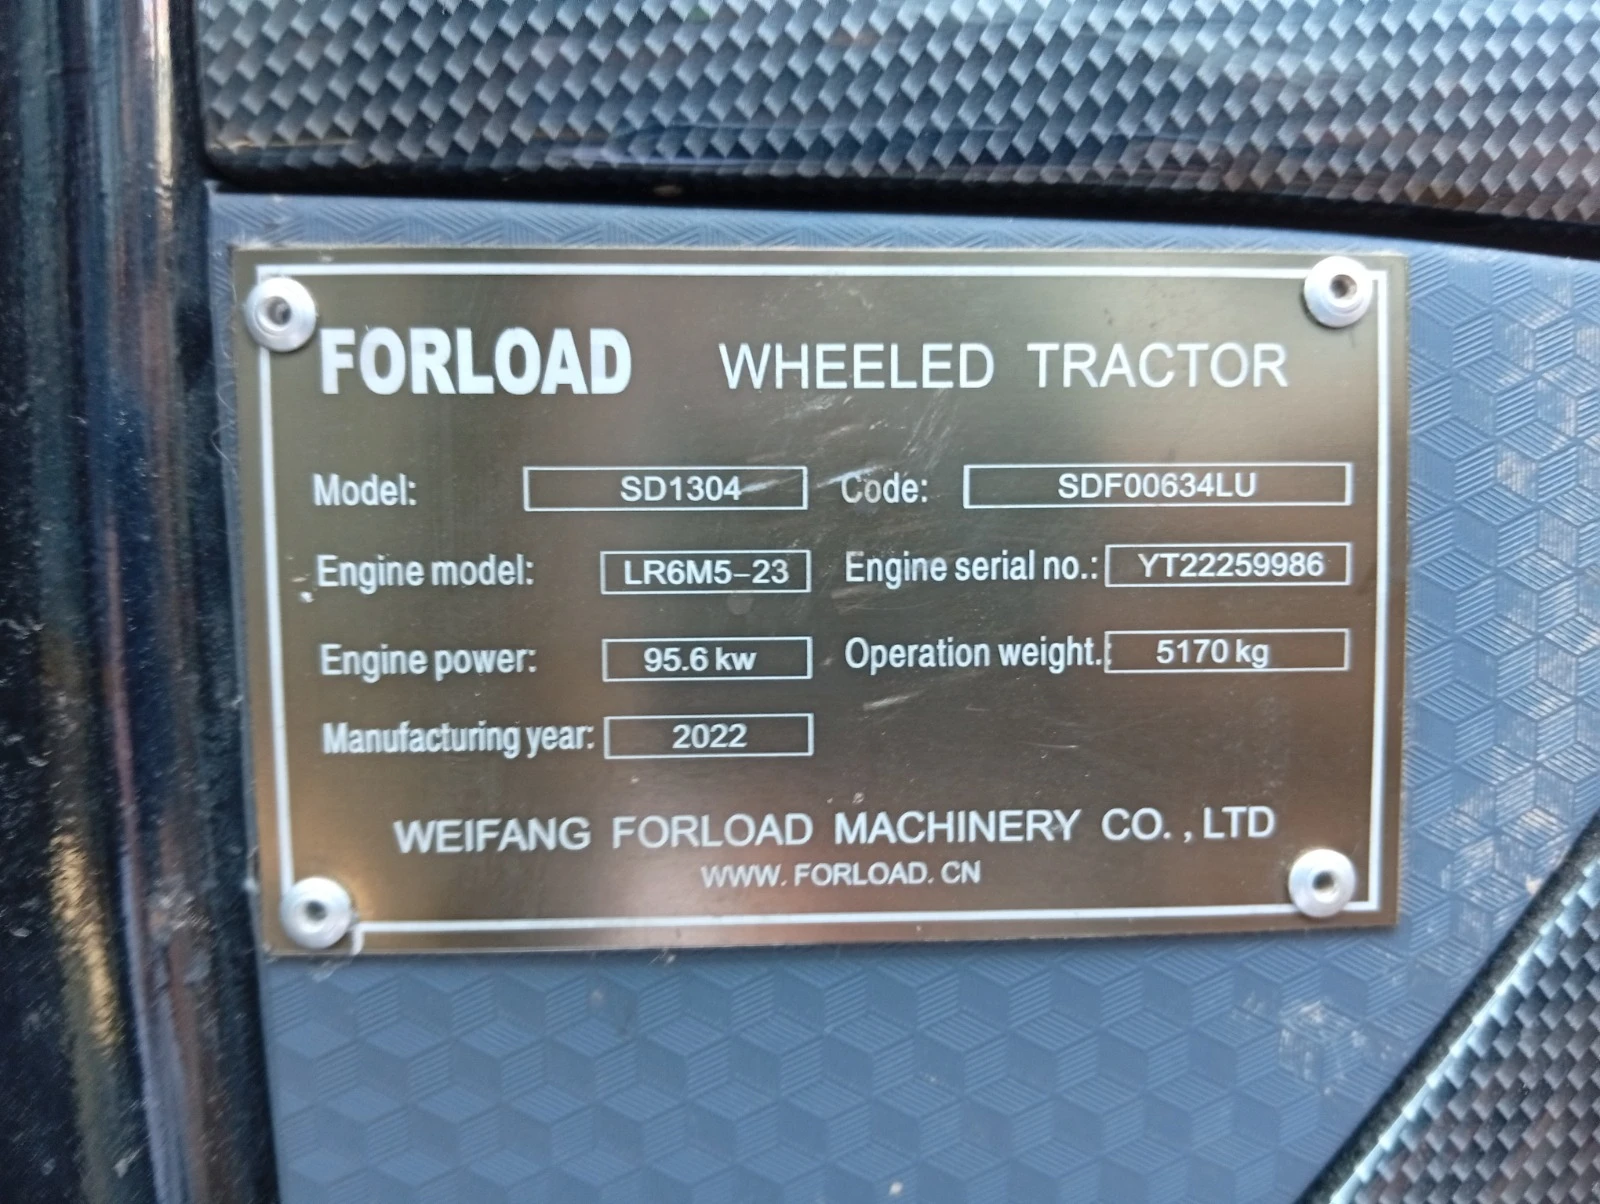 FORLOAD WHEELED TRACTOR
Model: SD1304 Code: SDF00634LU
Engine model: LR6M5-23 Engine serial no.: YT22259986
Engine power: 95.6 kw Operation weight.: 5170 kg
Manufacturing year: 2022
WEIFANG FORLOAD MACHINERY CO., LTD
WWW.FORLOAD.CN